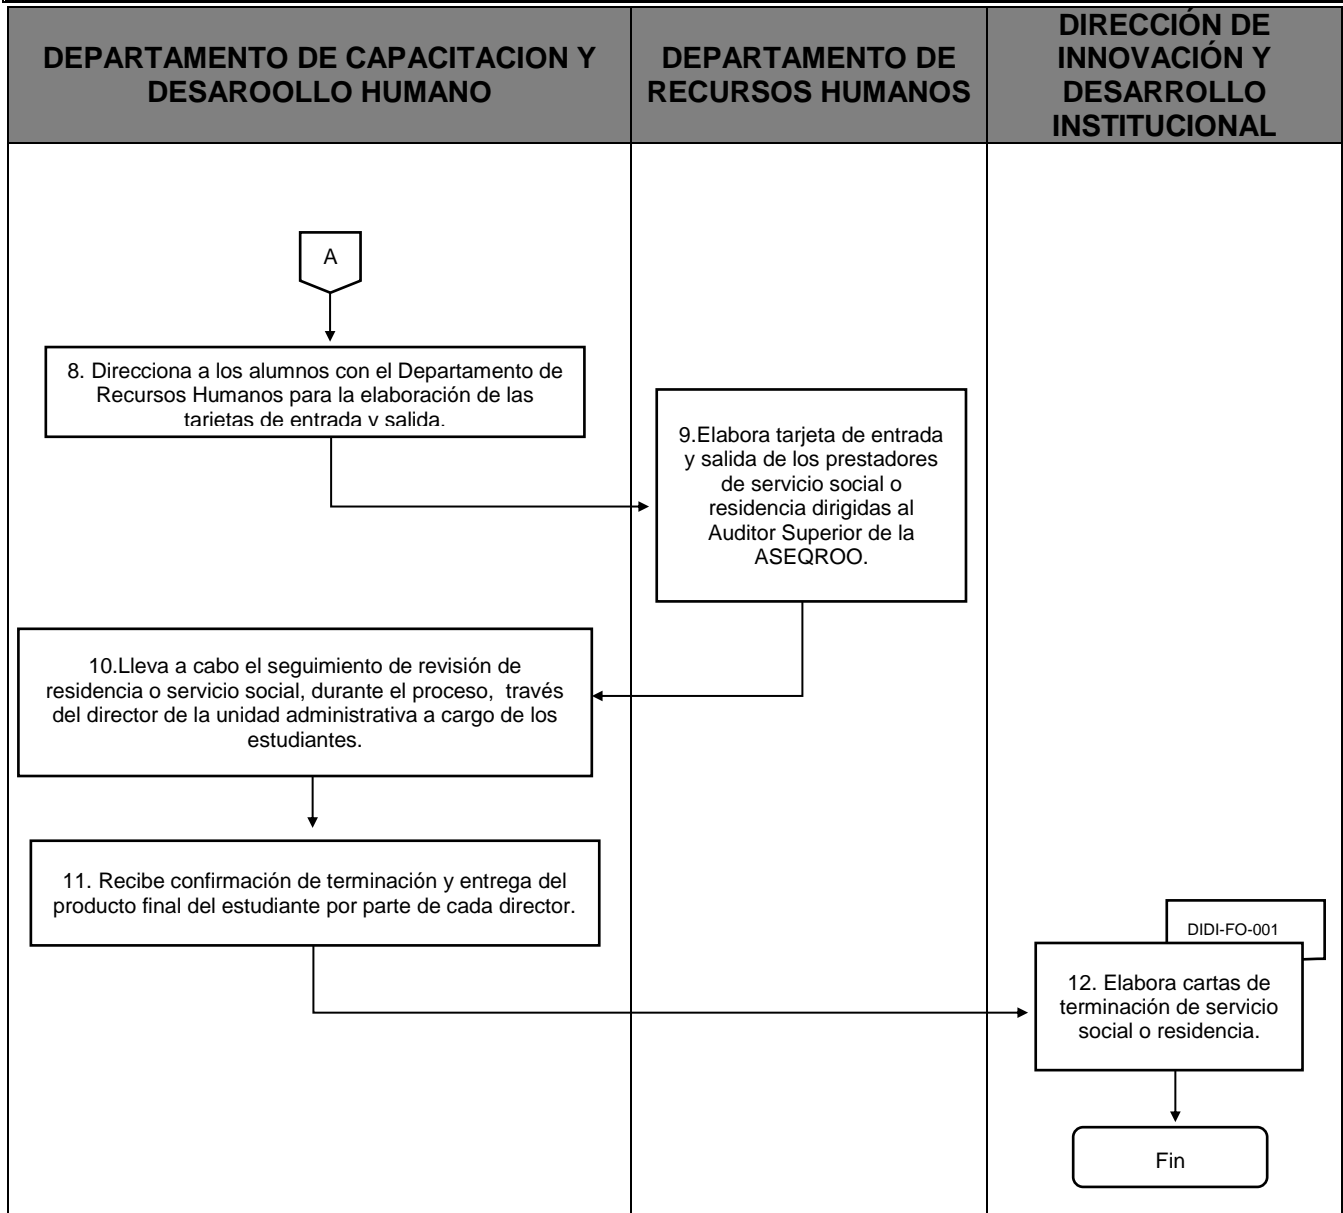 DEPARTAMENTO DE CAPACITACION Y
DESAROOLLO HUMANO
DEPARTAMENTO DE
RECURSOS HUMANOS
DIRECCIÓN DE
INNOVACIÓN Y
DESARROLLO
INSTITUCIONAL
A
8. Direcciona a los alumnos con el Departamento de
Recursos Humanos para la elaboración de las
tarjetas de entrada y salida.
9.Elabora tarjeta de entrada
y salida de los prestadores
de servicio social o
residencia dirigidas al
Auditor Superior de la
ASEQROO.
10.Lleva a cabo el seguimiento de revisión de
residencia o servicio social, durante el proceso,  través
del director de la unidad administrativa a cargo de los
estudiantes.
11. Recibe confirmación de terminación y entrega del
producto final del estudiante por parte de cada director.
DIDI-FO-001
12. Elabora cartas de
terminación de servicio
social o residencia.
Fin